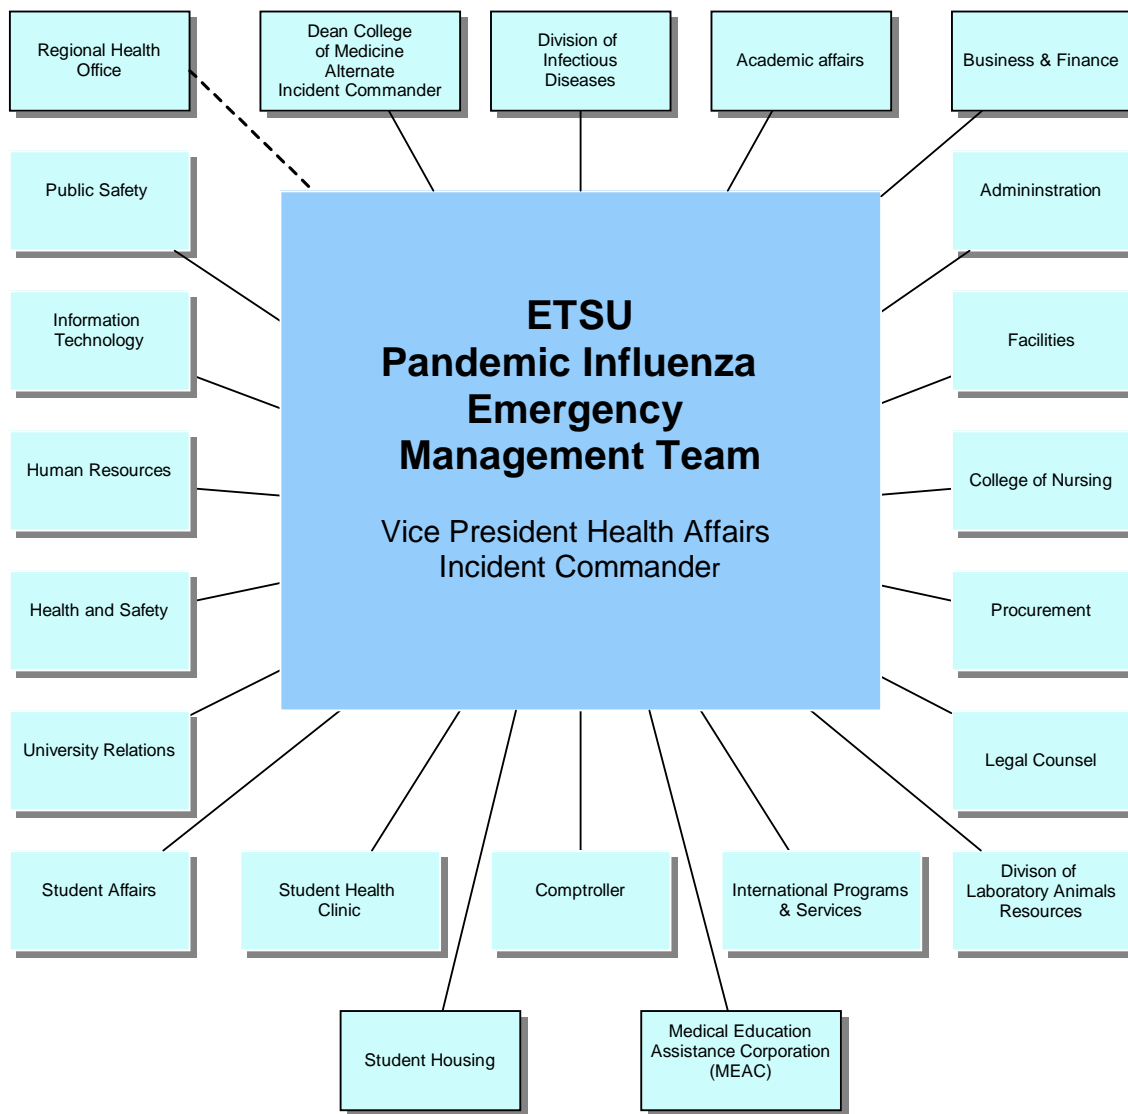 Regional Health
Office
Dean College
of Medicine
Alternate
Incident Commander
Division of
Infectious
Diseases
Academic affairs
Business & Finance
Public Safety
Admininstration
Information
Technology
Facilities
ETSU
Pandemic Influenza
Emergency
Management Team
Vice President Health Affairs
Incident Commander
Human Resources
College of Nursing
Health and Safety
Procurement
University Relations
Legal Counsel
Student Affairs
Student Health
Clinic
Comptroller
International Programs
& Services
Divison of
Laboratory Animals
Resources
Student Housing
Medical Education
Assistance Corporation
(MEAC)